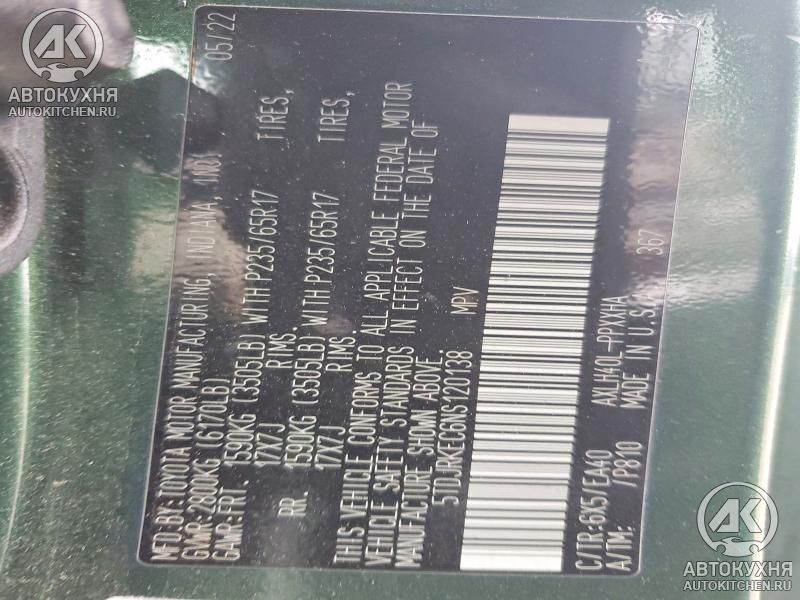 MFD.BY:TOYOTA MOTOR MANUFACTURING, INDIANA, INC. 05/22
GVWR:2800KG (6170LB)
GAWR:FRT. 1590KG (3505LB) WITH P235/65R17 TIRES,
17X7J RIMS.
RR. 1590KG (3505LB) WITH P235/65R17 TIRES,
17X7J RIMS.
THIS VEHICLE CONFORMS TO ALL APPLICABLE FEDERAL MOTOR
VEHICLE SAFETY STANDARDS IN EFFECT ON THE DATE OF
MANUFACTURE SHOWN ABOVE.
5TDJRKEC6NS120138 MPV
C/TR:6X5/EA40 AXLH40L-PPXXHA
A/TM: /P810 MADE IN U.S.A. 367
АК
АВТОКУХНЯ
AUTOKITCHEN.RU
АК
АВТОКУХНЯ
AUTOKITCHEN.RU